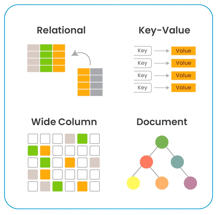 Relational
Key-Value
Key Value
Key Value
Key Value
Key Value
Wide Column
Document